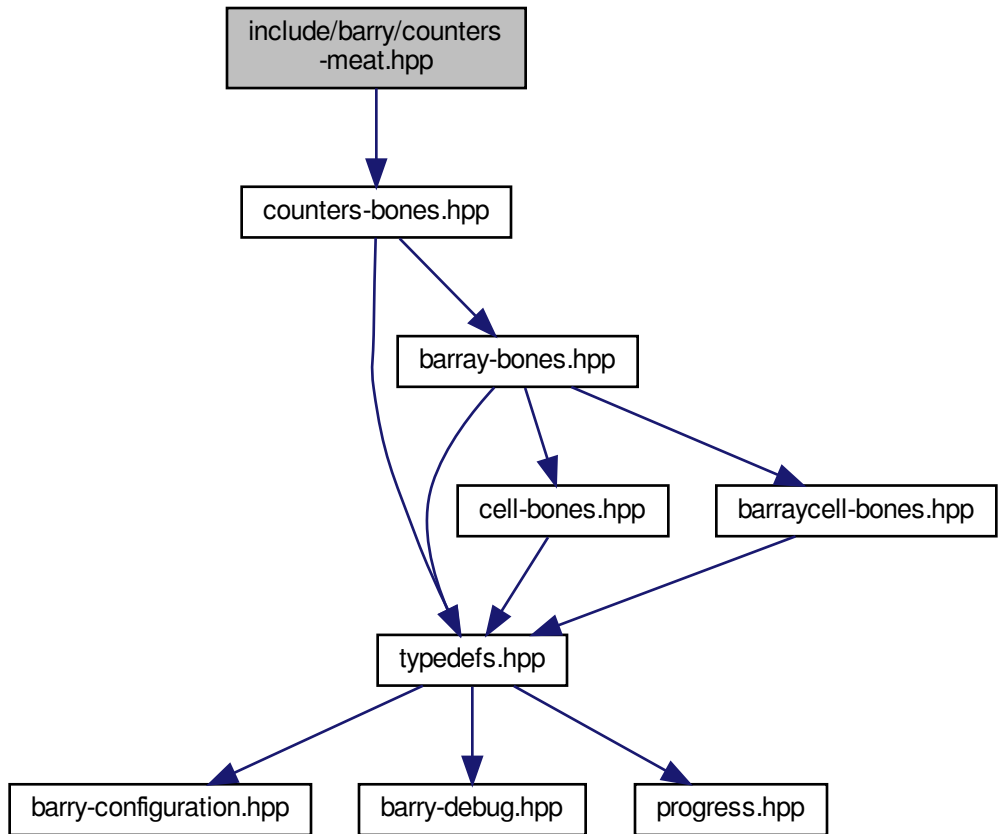 include/barry/counters
-meat.hpp
counters-bones.hpp
barray-bones.hpp
cell-bones.hpp
barraycell-bones.hpp
typedefs.hpp
barry-configuration.hpp
barry-debug.hpp
progress.hpp